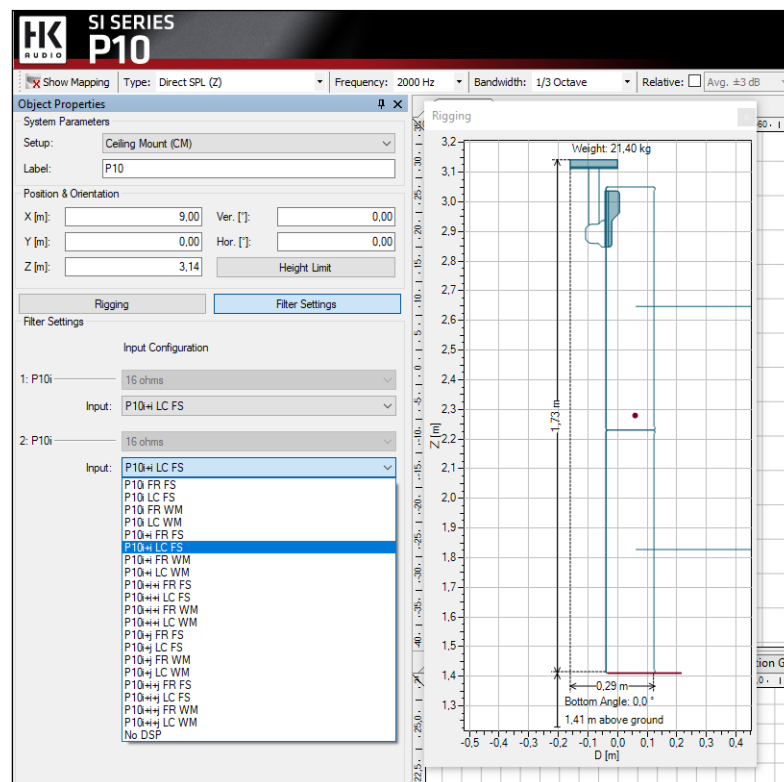 HK
AUDIO
SI SERIES
P10
Show Mapping Type: Direct SPL (Z) Frequency: 2000 Hz Bandwidth: 1/3 Octave Relative: Avg. ±3 dB
Object Properties
System Parameters
Setup: Ceiling Mount (CM)
Label: P10
Position & Orientation
X [m]: 9,00 Ver. [°]: 0,00
Y [m]: 0,00 Hor. [°]: 0,00
Z [m]: 3,14 Height Limit
Rigging Filter Settings
Filter Settings
Input Configuration
1: P10i 16 ohms
Input: P10i+i LC FS
2: P10i 16 ohms
Input: P10i+i LC FS
P10i FR FS
P10i LC FS
P10i FR WM
P10i LC WM
P10i+i FR FS
P10i+i LC FS
P10i+i FR WM
P10i+i LC WM
P10i+i+i FR FS
P10i+i+i LC FS
P10i+i+i FR WM
P10i+i+i LC WM
P10i+j FR FS
P10i+j LC FS
P10i+j FR WM
P10i+j LC WM
P10i+i+j FR FS
P10i+i+j LC FS
P10i+i+j FR WM
P10i+i+j LC WM
No DSP
Rigging
Weight: 21,40 kg
3,2
3,1
3,0
2,9
2,8
2,7
2,6
2,5
2,4
2,3
2,2
2,1
2,0
1,9
1,8
1,7
1,6
1,5
1,4
1,3
Z [m]
1,73 m
0,29 m
Bottom Angle: 0,0 °
1,41 m above ground
-0,5 -0,4 -0,3 -0,2 -0,1 0,0 0,1 0,2 0,3 0,4
D [m]